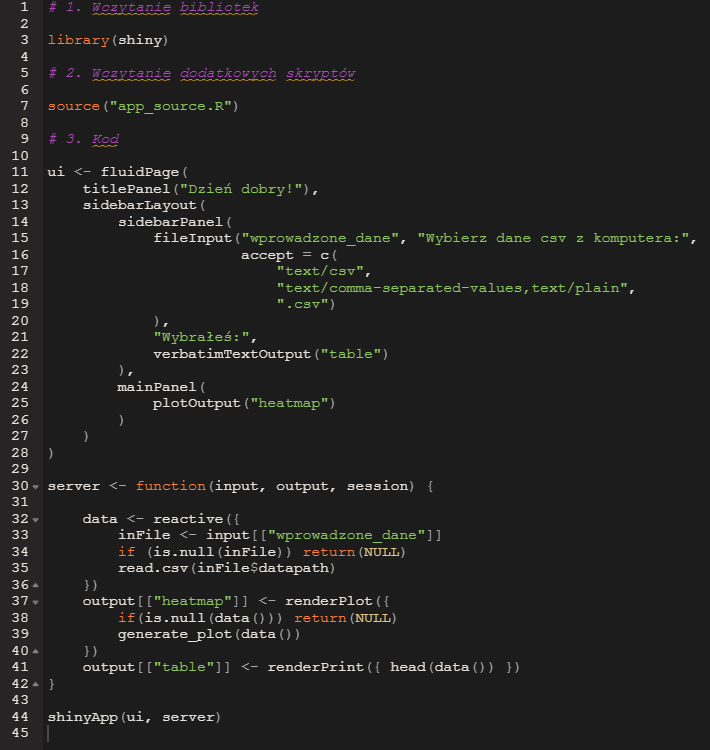 1 # 1. Wczytanie bibliotek
2
3 library(shiny)
4
5 # 2. Wczytanie dodatkowych skryptów
6
7 source("app_source.R")
8
9 # 3. Kod
10
11 ui <- fluidPage(
12     titlePanel("Dzień dobry!"),
13     sidebarLayout(
14         sidebarPanel(
15             fileInput("wprowadzone_dane", "Wybierz dane csv z komputera:",
16                       accept = c(
17                           "text/csv",
18                           "text/comma-separated-values,text/plain",
19                           ".csv")
20             ),
21             "Wybrałeś:",
22             verbatimTextOutput("table")
23         ),
24         mainPanel(
25             plotOutput("heatmap")
26         )
27     )
28 )
29
30 server <- function(input, output, session) {
31
32     data <- reactive({
33         inFile <- input[["wprowadzone_dane"]]
34         if (is.null(inFile)) return(NULL)
35         read.csv(inFile$datapath)
36     })
37     output[["heatmap"]] <- renderPlot({
38         if(is.null(data())) return(NULL)
39         generate_plot(data())
40     })
41     output[["table"]] <- renderPrint({ head(data()) })
42 }
43
44 shinyApp(ui, server)
45